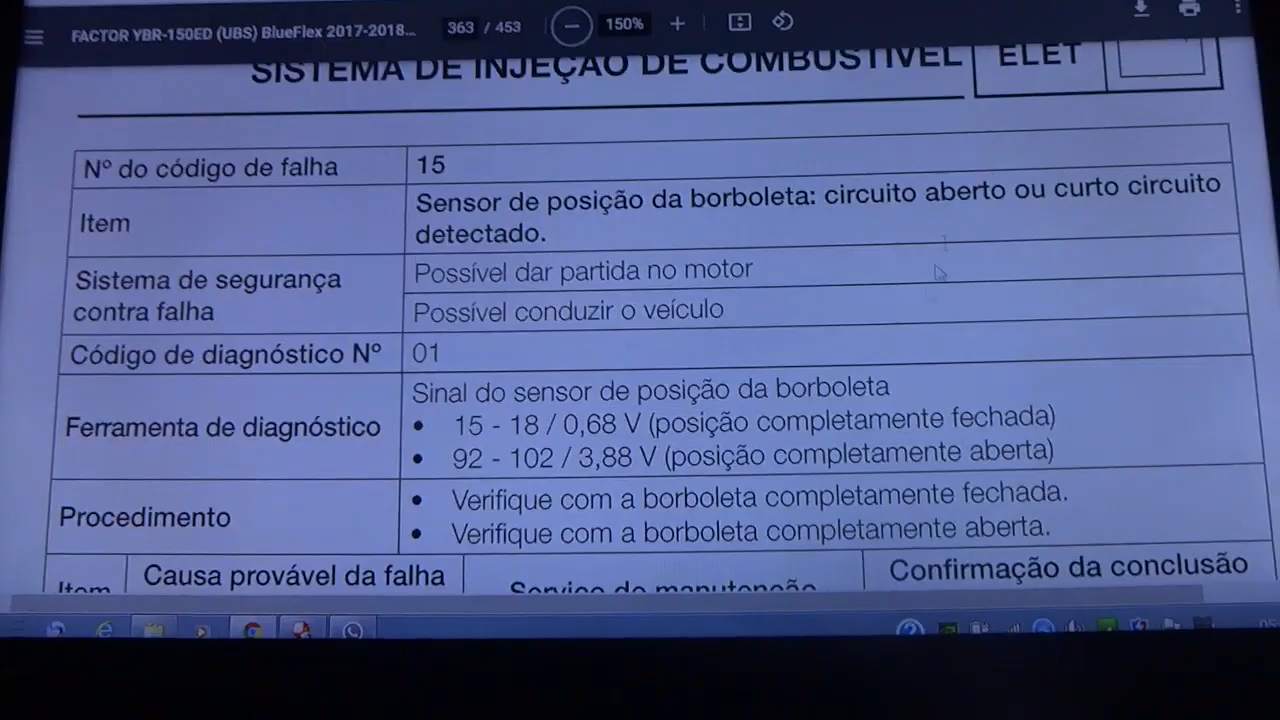 FACTOR YBR-150ED (UBS) BlueFlex 2017-2018...
363 / 453
150%
SISTEMA DE INJEÇÃO DE COMBUSTÍVEL
ELET
Nº do código de falha
15
Item
Sensor de posição da borboleta: circuito aberto ou curto circuito
detectado.
Sistema de segurança
contra falha
Possível dar partida no motor
Possível conduzir o veículo
Código de diagnóstico Nº
01
Ferramenta de diagnóstico
Sinal do sensor de posição da borboleta
• 15 - 18 / 0,68 V (posição completamente fechada)
• 92 - 102 / 3,88 V (posição completamente aberta)
Procedimento
• Verifique com a borboleta completamente fechada.
• Verifique com a borboleta completamente aberta.
Item
Causa provável da falha
Serviço de manutenção
Confirmação da conclusão